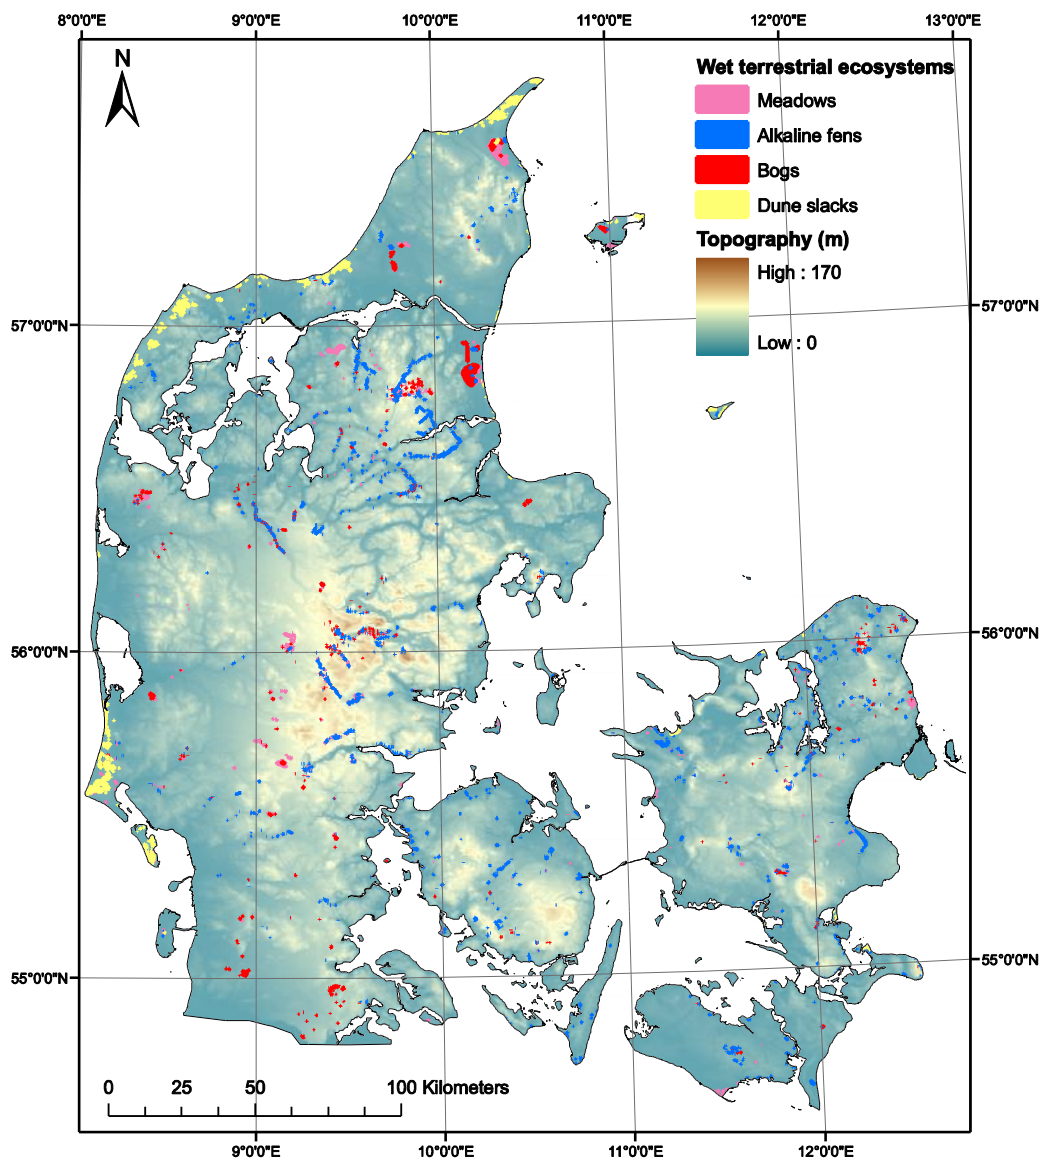 8°0'0"E 9°0'0"E 10°0'0"E 11°0'0"E 12°0'0"E 13°0'0"E
N
Wet terrestrial ecosystems
Meadows
Alkaline fens
Bogs
Dune slacks
Topography (m)
High : 170
Low : 0
57°0'0"N 57°0'0"N
56°0'0"N 56°0'0"N
55°0'0"N 55°0'0"N
0 25 50 100 Kilometers
9°0'0"E 10°0'0"E 11°0'0"E 12°0'0"E